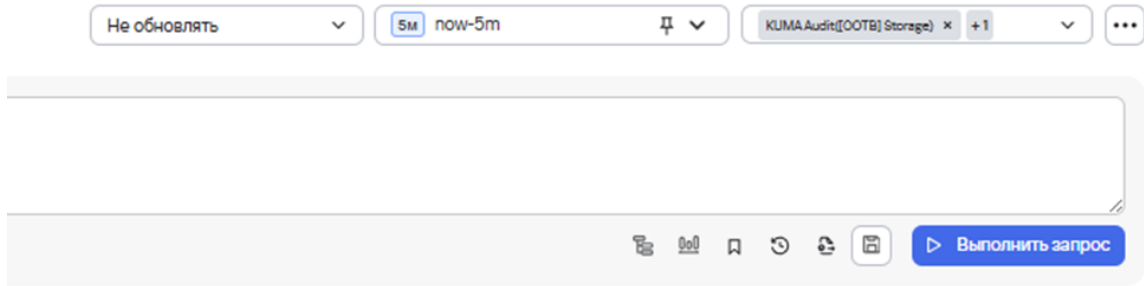 Не обновлять
5м now-5m
KUMA Audit([OOTB] Storage) × +1
Выполнить запрос